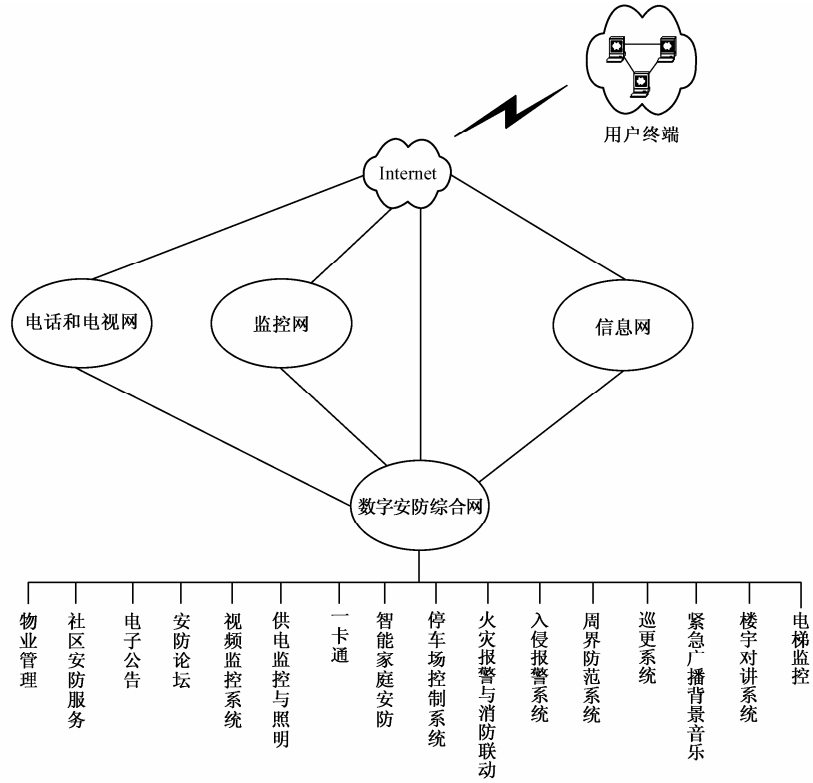 用户终端
Internet
电话和电视网
监控网
信息网
数字安防综合网
物业管理
社区安防服务
电子公告
安防论坛
视频监控系统
供电监控与照明
一卡通
智能家庭安防
停车场控制系统
火灾报警与消防联动
入侵报警系统
周界防范系统
巡更系统
紧急广播背景音乐
楼宇对讲系统
电梯监控